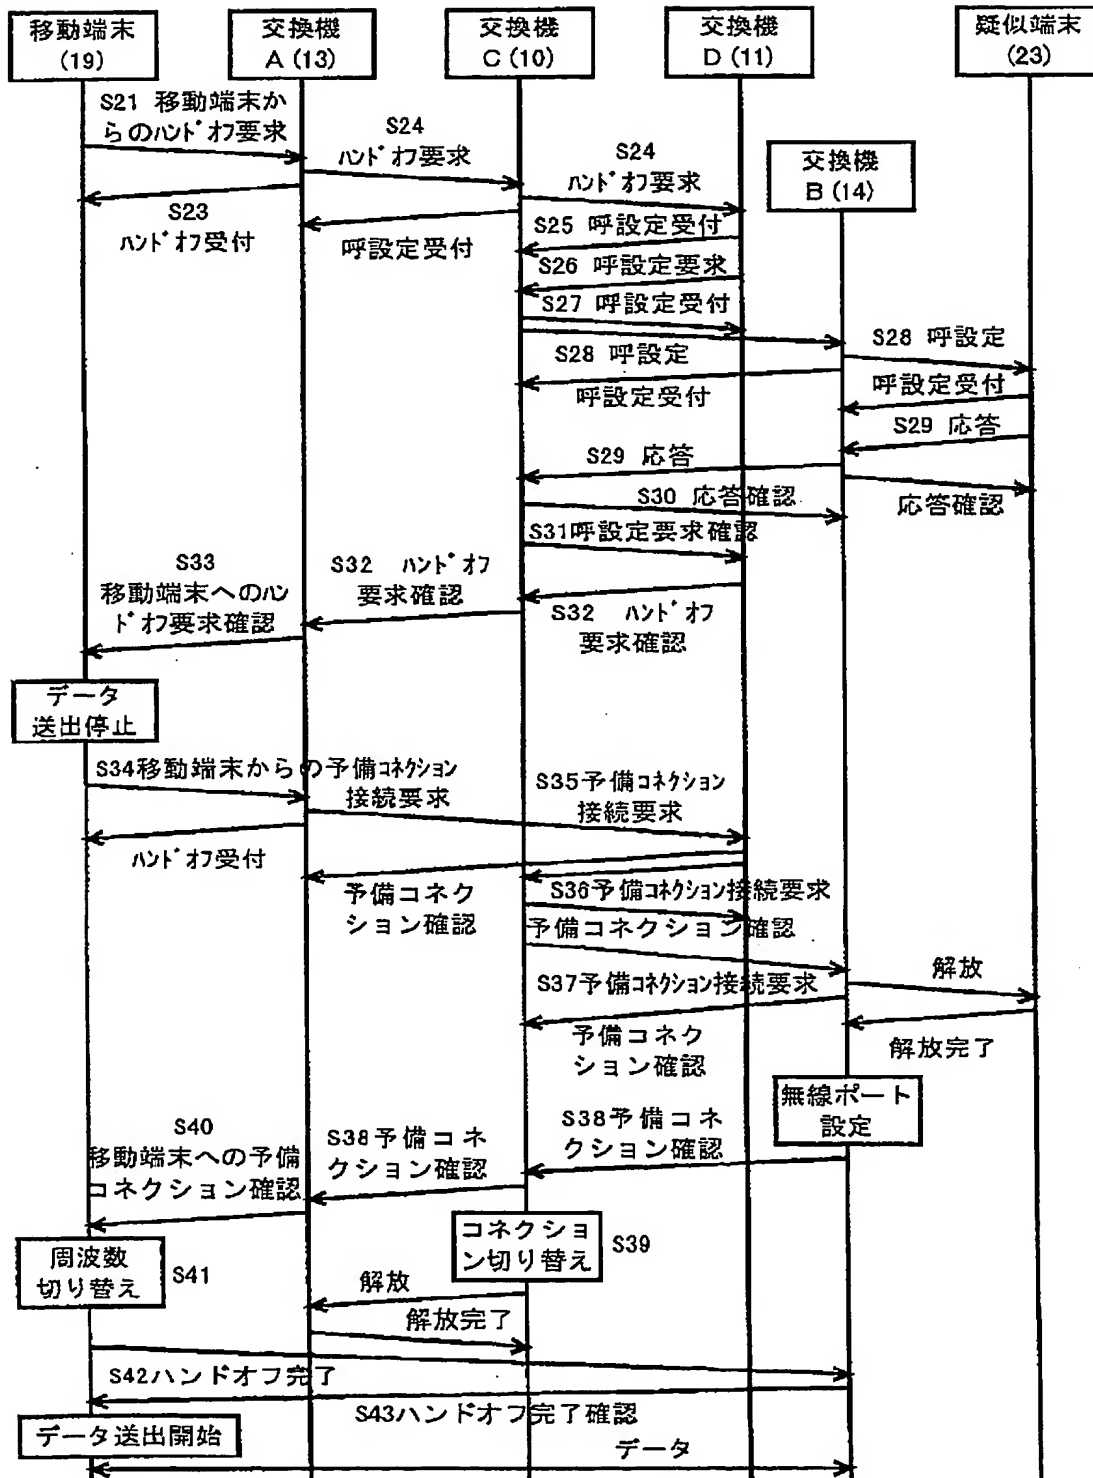 移動端末
(19)
交換機
A (13)
交換機
C (10)
交換機
D (11)
疑似端末
(23)
交換機
B (14)
S21 移動端末か
らのハンドオフ要求
S24
ハンドオフ要求
S24
ハンドオフ要求
S23
ハンドオフ受付
呼設定受付
S25 呼設定受付
S26 呼設定要求
S27 呼設定受付
S28 呼設定
呼設定受付
S28 呼設定
呼設定受付
S29 応答
S29 応答
応答確認
S30 応答確認
S31呼設定要求確認
S32 ハンドオフ
要求確認
S32 ハンドオフ
要求確認
S33
移動端末へのハン
ドオフ要求確認
データ
送出停止
S34移動端末からの予備コネクション
接続要求
S35予備コネクション
接続要求
ハンドオフ受付
予備コネク
ション確認
S36予備コネクション接続要求
予備コネクション確認
S37予備コネクション接続要求
解放
予備コネク
ション確認
解放完了
無線ポート
設定
S38予備コネ
クション確認
S38予備コネ
クション確認
S40
移動端末への予備
コネクション確認
コネクショ
ン切り替え
S39
周波数
切り替え
S41
解放
解放完了
S42ハンドオフ完了
S43ハンドオフ完了確認
データ送出開始
データ